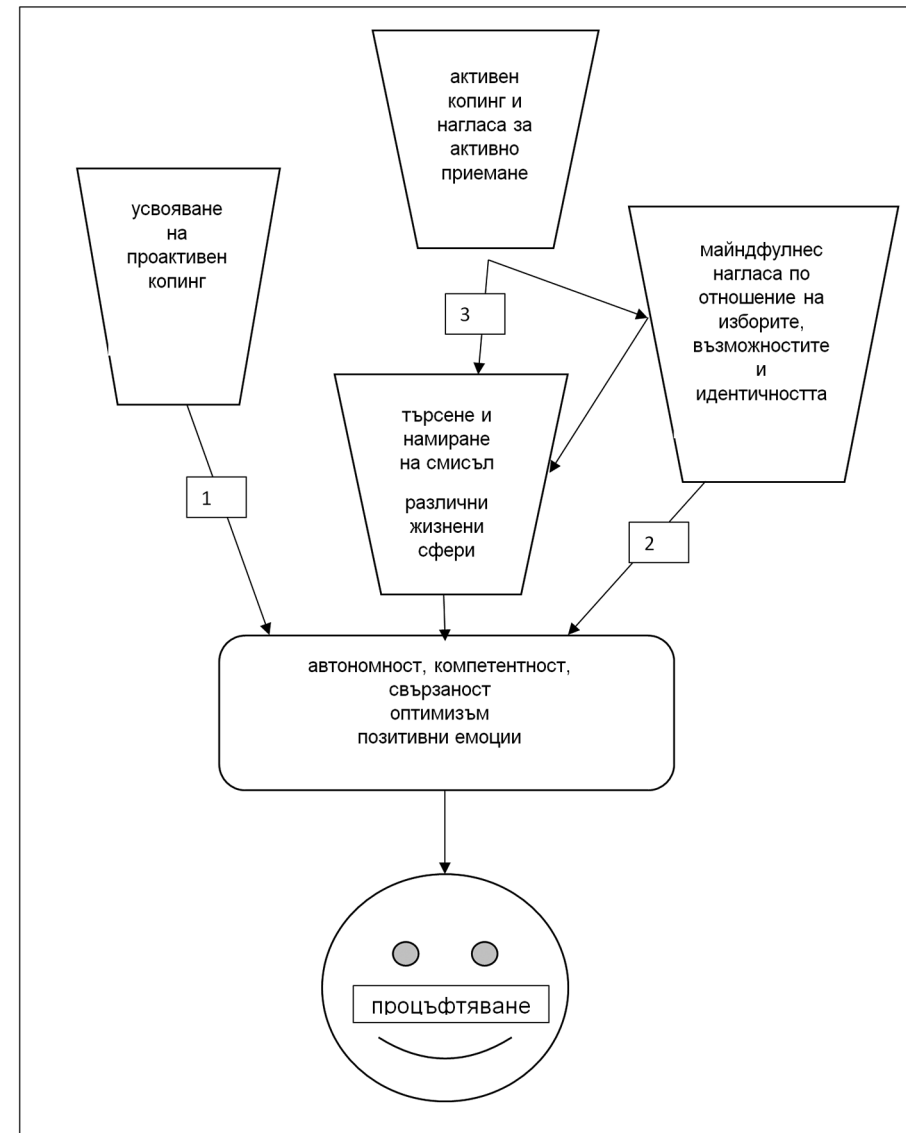 активен
копинг и
нагласа за
активно
приемане
усвояване
на
проактивен
копинг
майндфулнес
нагласа по
отношение на
изборите,
възможностите
и
идентичността
3
търсене и
намиране
на смисъл
различни
жизнени
сфери
1
2
автономност, компетентност,
свързаност
оптимизъм
позитивни емоции
процъфтяване